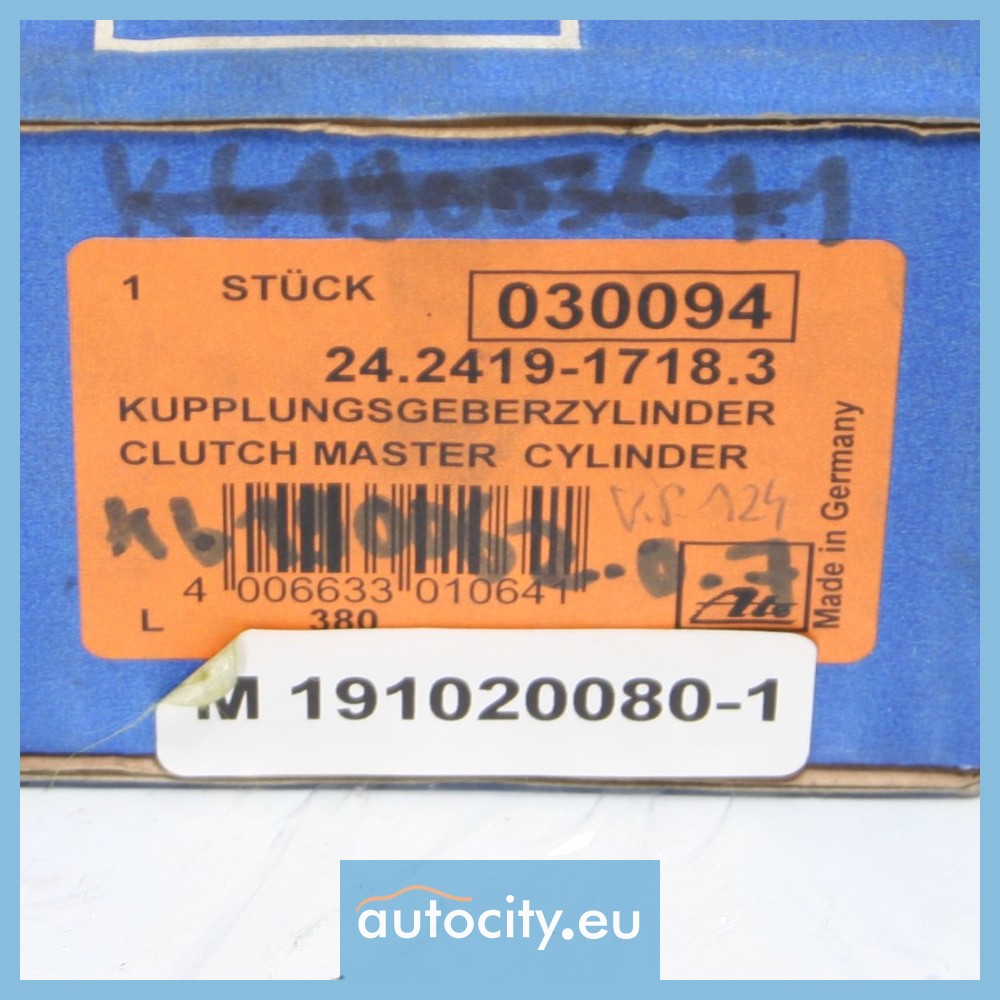 1 STÜCK 030094
24.2419-1718.3
KUPPLUNGSGEBERZYLINDER
CLUTCH MASTER CYLINDER
V.S. 124
4 006633 010641
L 380
Ate
Made in Germany
M 191020080-1
autocity.eu